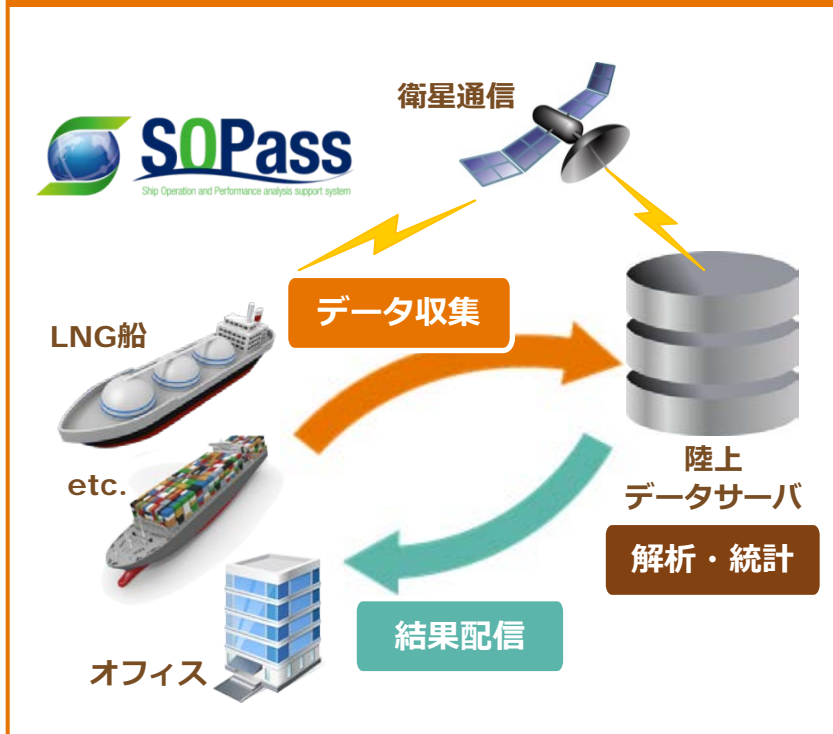 衛星通信
SOPass
Ship Operation and Performance analysis support system
データ収集
LNG船
etc.
陸上
データサーバ
解析・統計
結果配信
オフィス